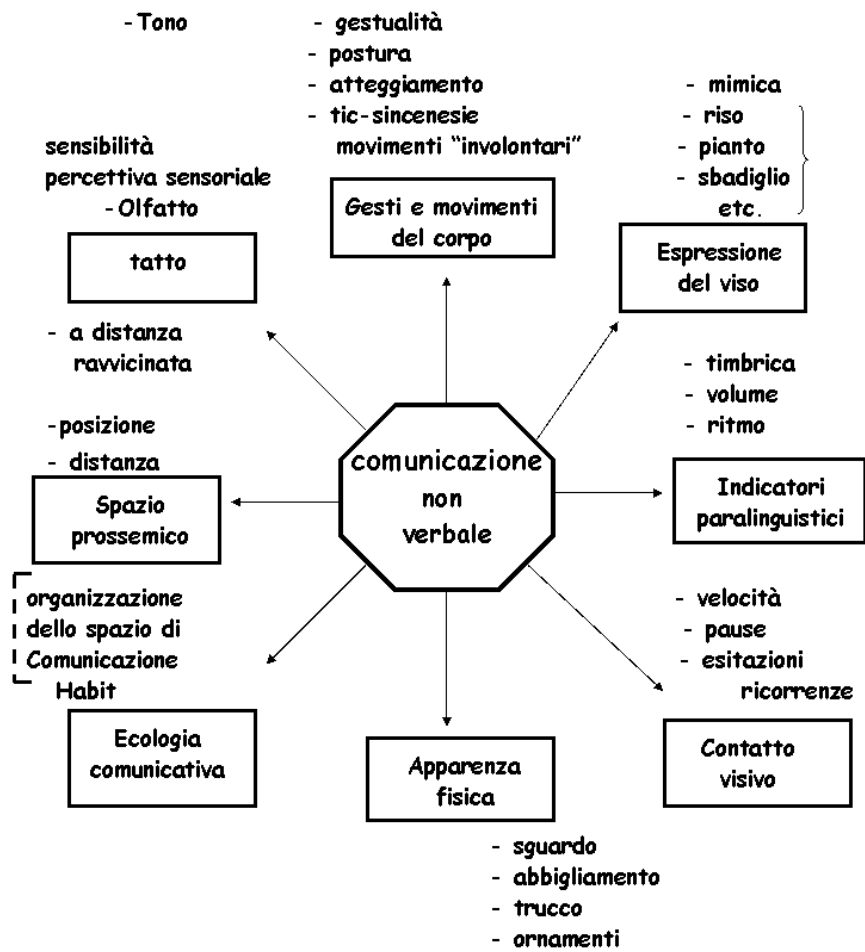 - Tono
- gestualità
- postura
- atteggiamento
- tic-sincenesie
movimenti "involontari"
Gesti e movimenti
del corpo
- mimica
- riso
- pianto
- sbadiglio
etc.
Espressione
del viso
sensibilità
percettiva sensoriale
- Olfatto
tatto
- a distanza
ravvicinata
- timbrica
- volume
- ritmo
Indicatori
paralinguistici
-posizione
- distanza
Spazio
prossemico
comunicazione
non
verbale
organizzazione
dello spazio di
Comunicazione
Habit
Ecologia
comunicativa
- velocità
- pause
- esitazioni
ricorrenze
Contatto
visivo
Apparenza
fisica
- sguardo
- abbigliamento
- trucco
- ornamenti